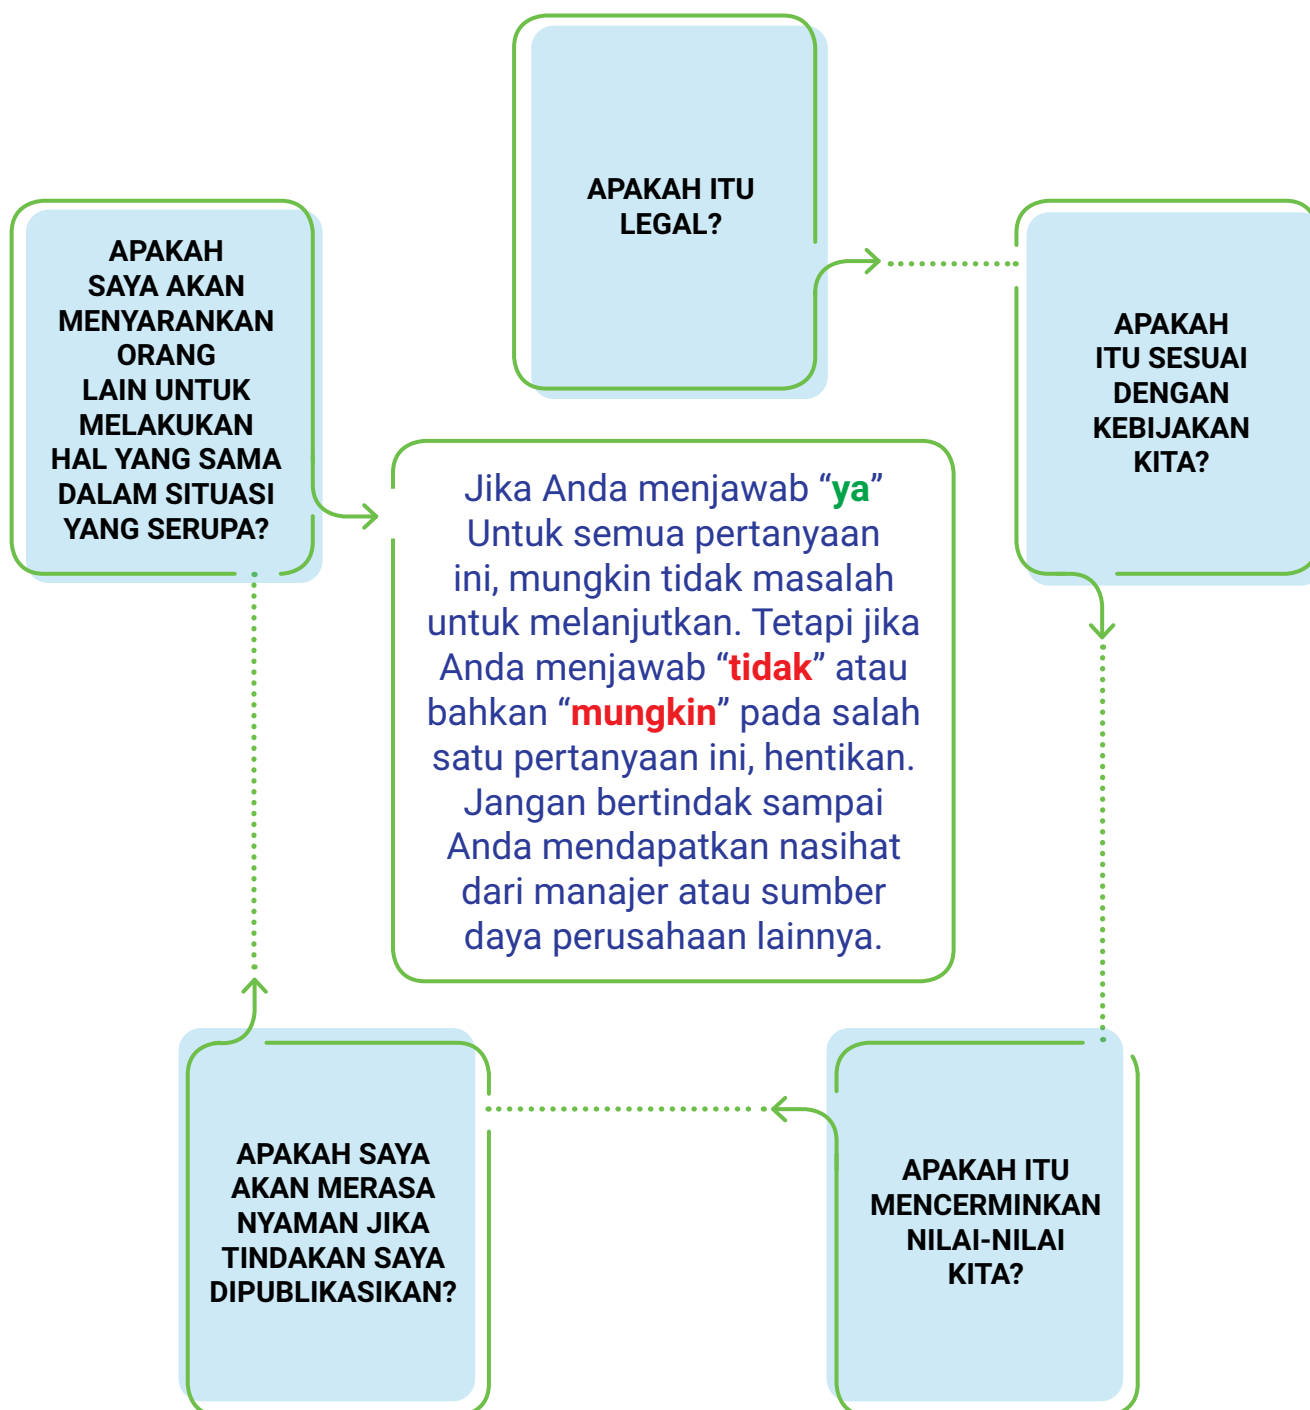 APAKAH ITU
LEGAL?
APAKAH
ITU SESUAI
DENGAN
KEBIJAKAN
KITA?
APAKAH ITU
MENCERMINKAN
NILAI-NILAI
KITA?
APAKAH SAYA
AKAN MERASA
NYAMAN JIKA
TINDAKAN SAYA
DIPUBLIKASIKAN?
APAKAH
SAYA AKAN
MENYARANKAN
ORANG
LAIN UNTUK
MELAKUKAN
HAL YANG SAMA
DALAM SITUASI
YANG SERUPA?
Jika Anda menjawab “ya”
Untuk semua pertanyaan
ini, mungkin tidak masalah
untuk melanjutkan. Tetapi jika
Anda menjawab “tidak” atau
bahkan “mungkin” pada salah
satu pertanyaan ini, hentikan.
Jangan bertindak sampai
Anda mendapatkan nasihat
dari manajer atau sumber
daya perusahaan lainnya.